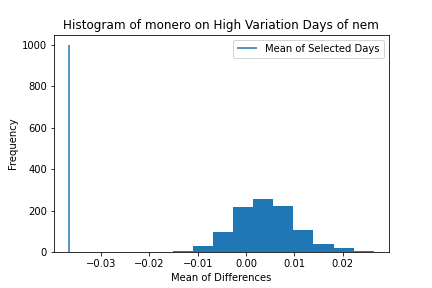 Histogram of monero on High Variation Days of nem
Mean of Selected Days
Frequency
1000
800
600
400
200
0
−0.03 −0.02 −0.01 0.00 0.01 0.02
Mean of Differences